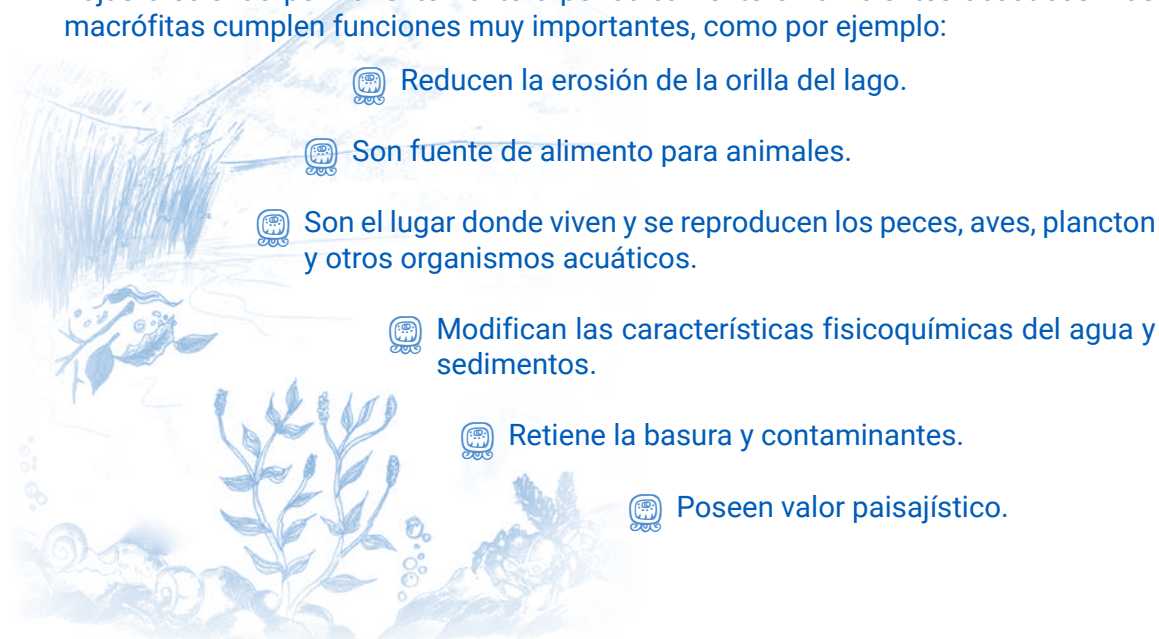 macrófitas cumplen funciones muy importantes, como por ejemplo:
Reducen la erosión de la orilla del lago.
Son fuente de alimento para animales.
Son el lugar donde viven y se reproducen los peces, aves, plancton
y otros organismos acuáticos.
Modifican las características fisicoquímicas del agua y
sedimentos.
Retiene la basura y contaminantes.
Poseen valor paisajístico.